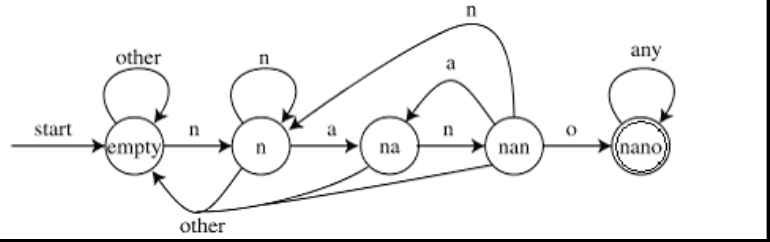 n
other n a any
start n a n o
empty n na nan nano
other